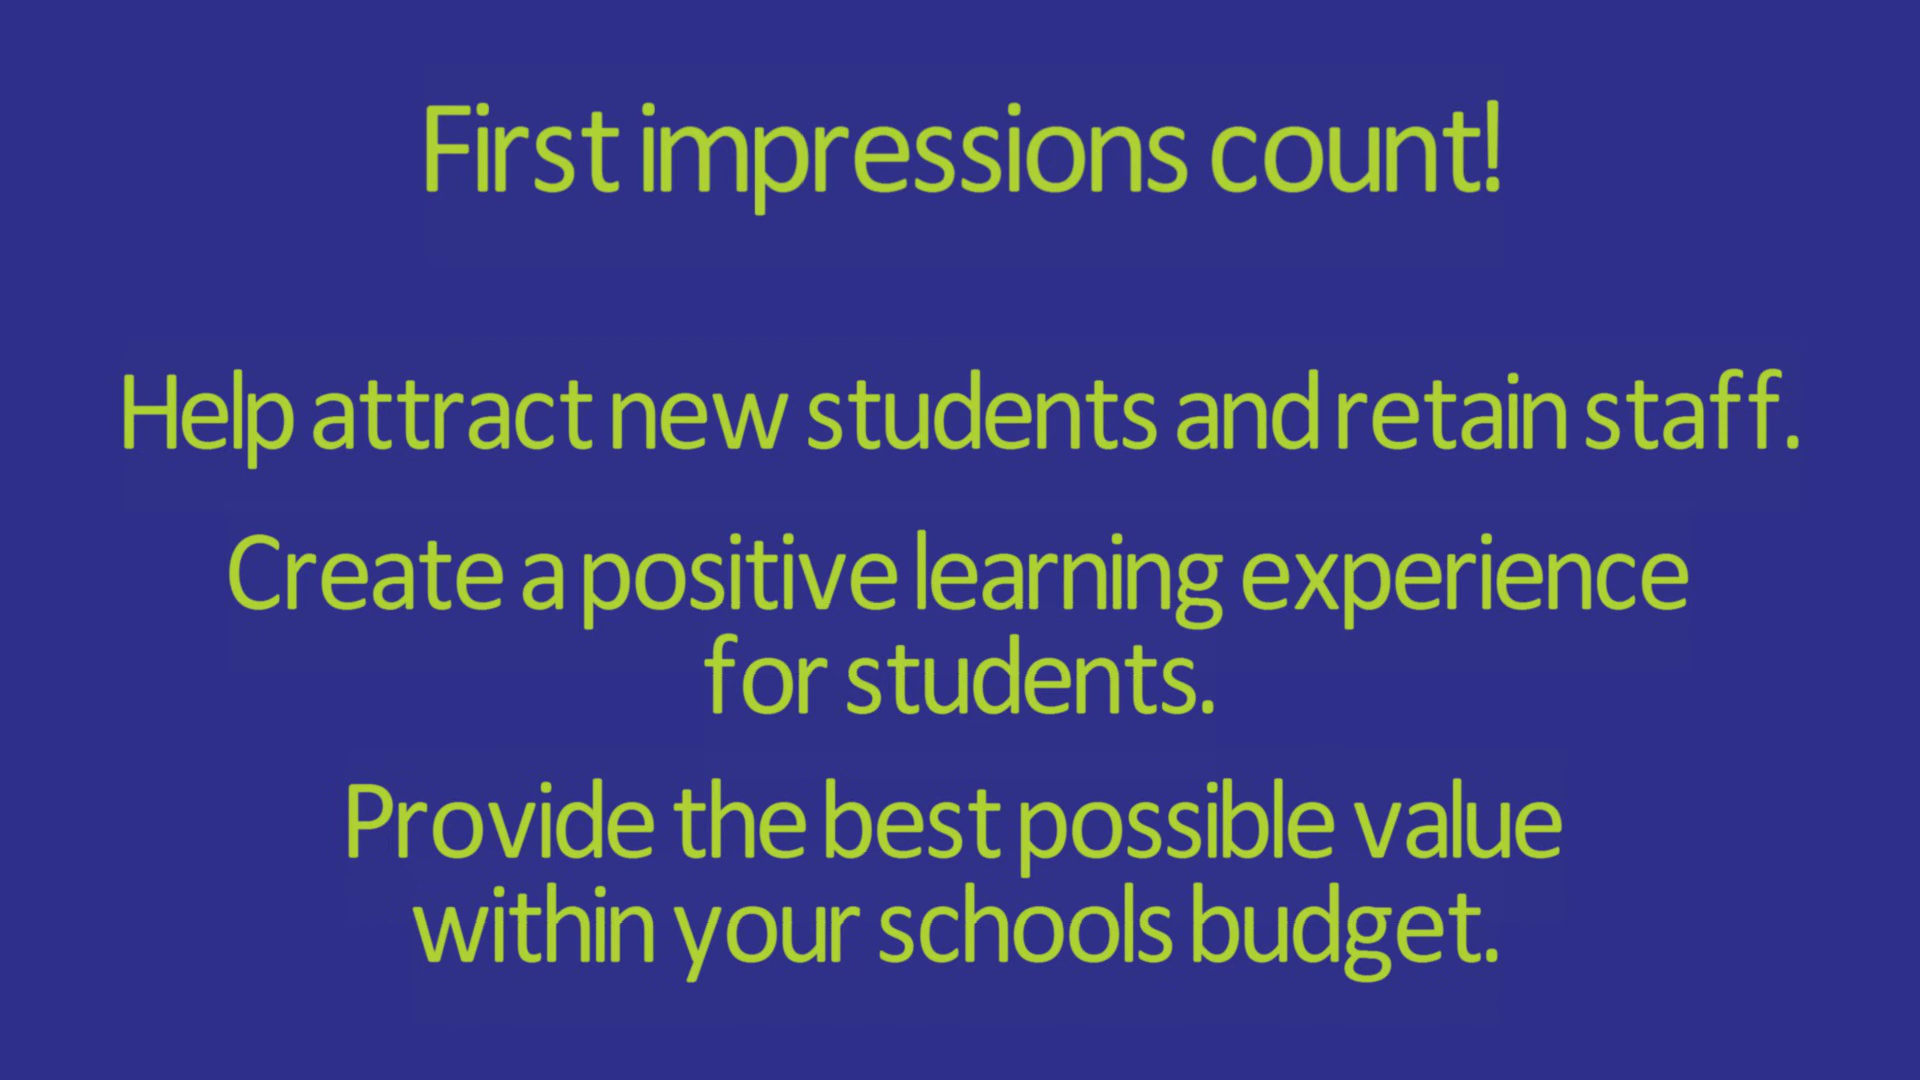 First impressions count!
Help attract new students and retain staff.
Create a positive learning experience
for students.
Provide the best possible value
within your schools budget.